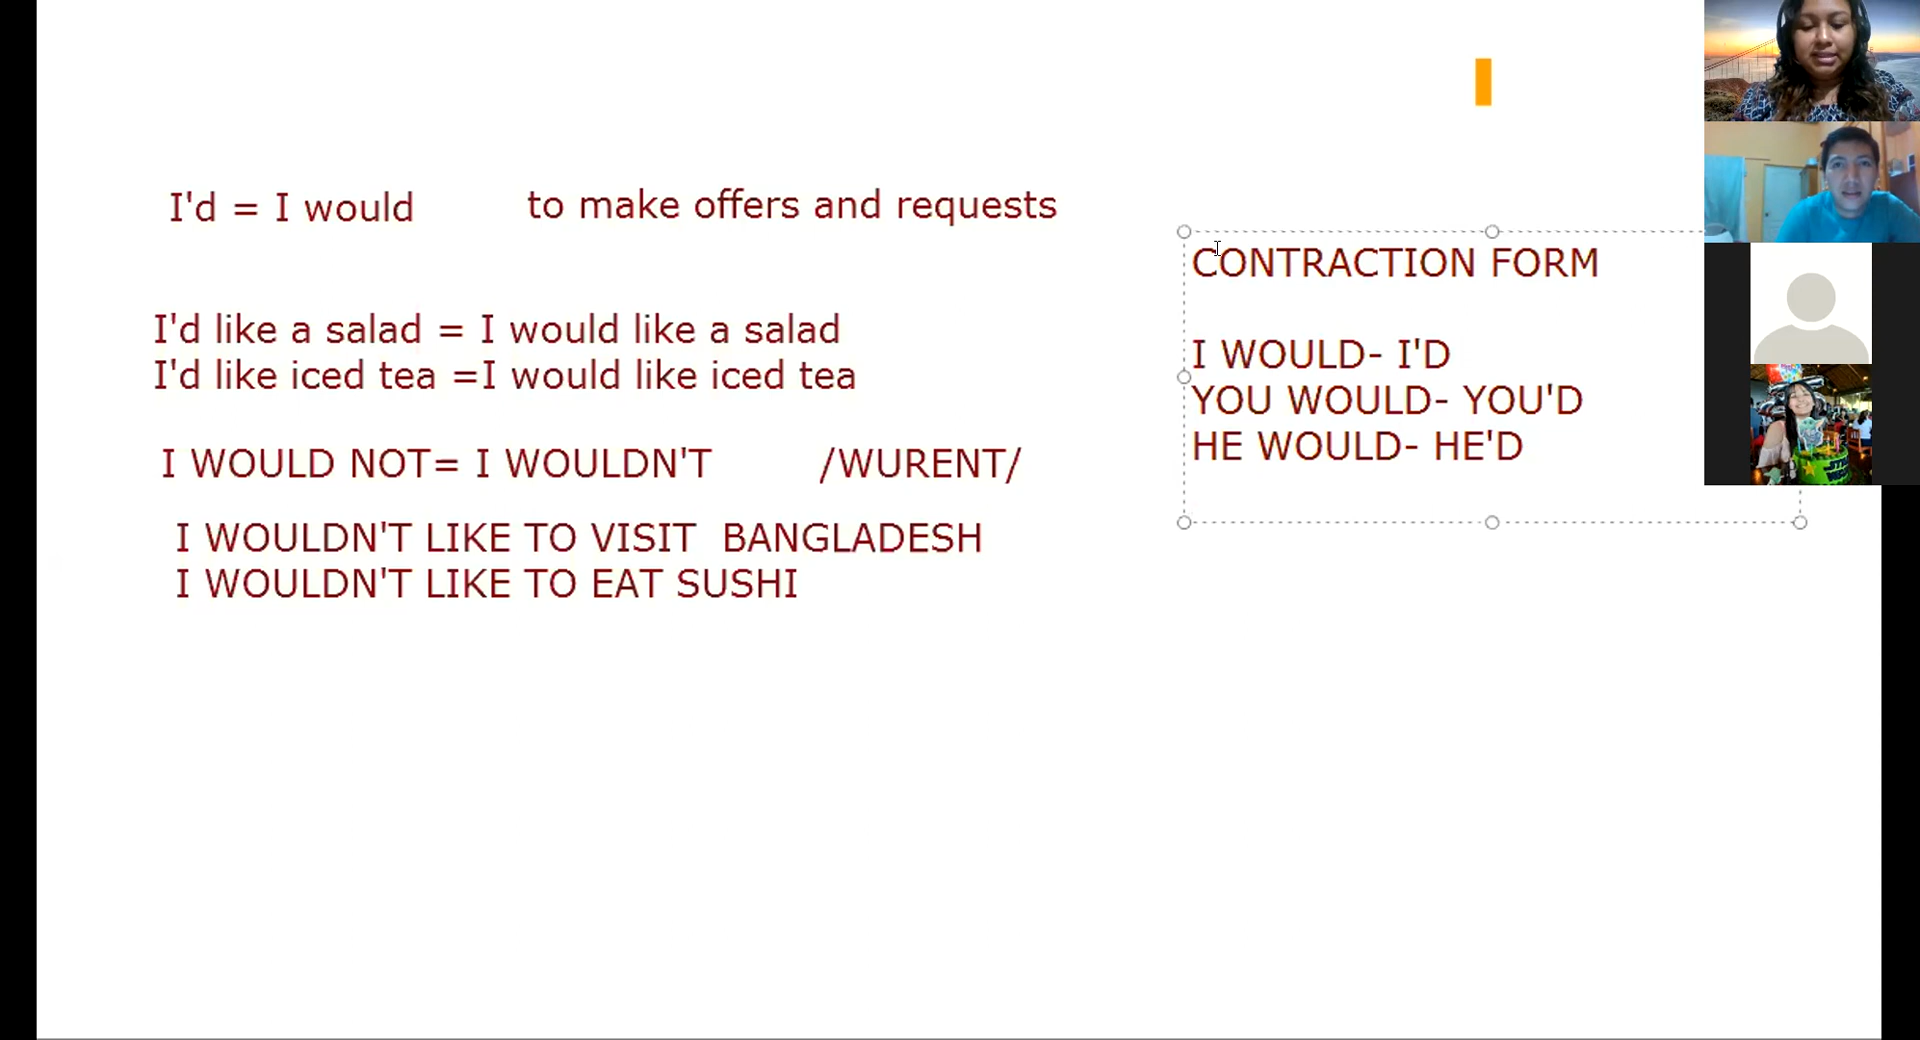 I'd = I would
to make offers and requests
I'd like a salad = I would like a salad
I'd like iced tea =I would like iced tea
I WOULD NOT= I WOULDN'T
/WURENT/
I WOULDN'T LIKE TO VISIT BANGLADESH
I WOULDN'T LIKE TO EAT SUSHI
CONTRACTION FORM
I WOULD- I'D
YOU WOULD- YOU'D
HE WOULD- HE'D